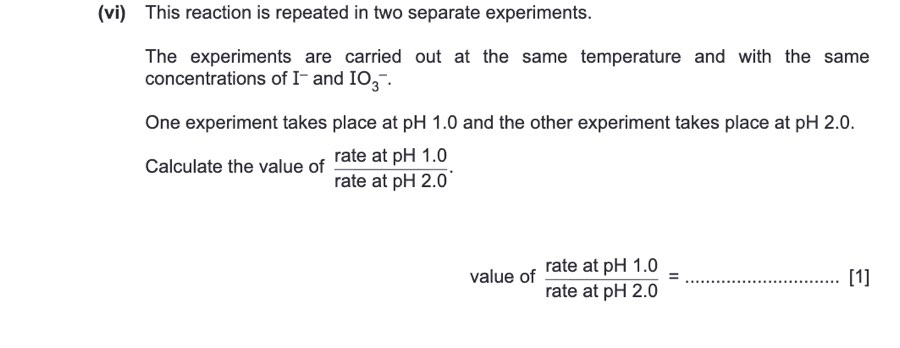 (vi) This reaction is repeated in two separate experiments.
The experiments are carried out at the same temperature and with the same
concentrations of I⁻ and IO₃⁻.
One experiment takes place at pH 1.0 and the other experiment takes place at pH 2.0.
Calculate the value of rate at pH 1.0
rate at pH 2.0.
value of rate at pH 1.0
rate at pH 2.0 = ............................... [1]